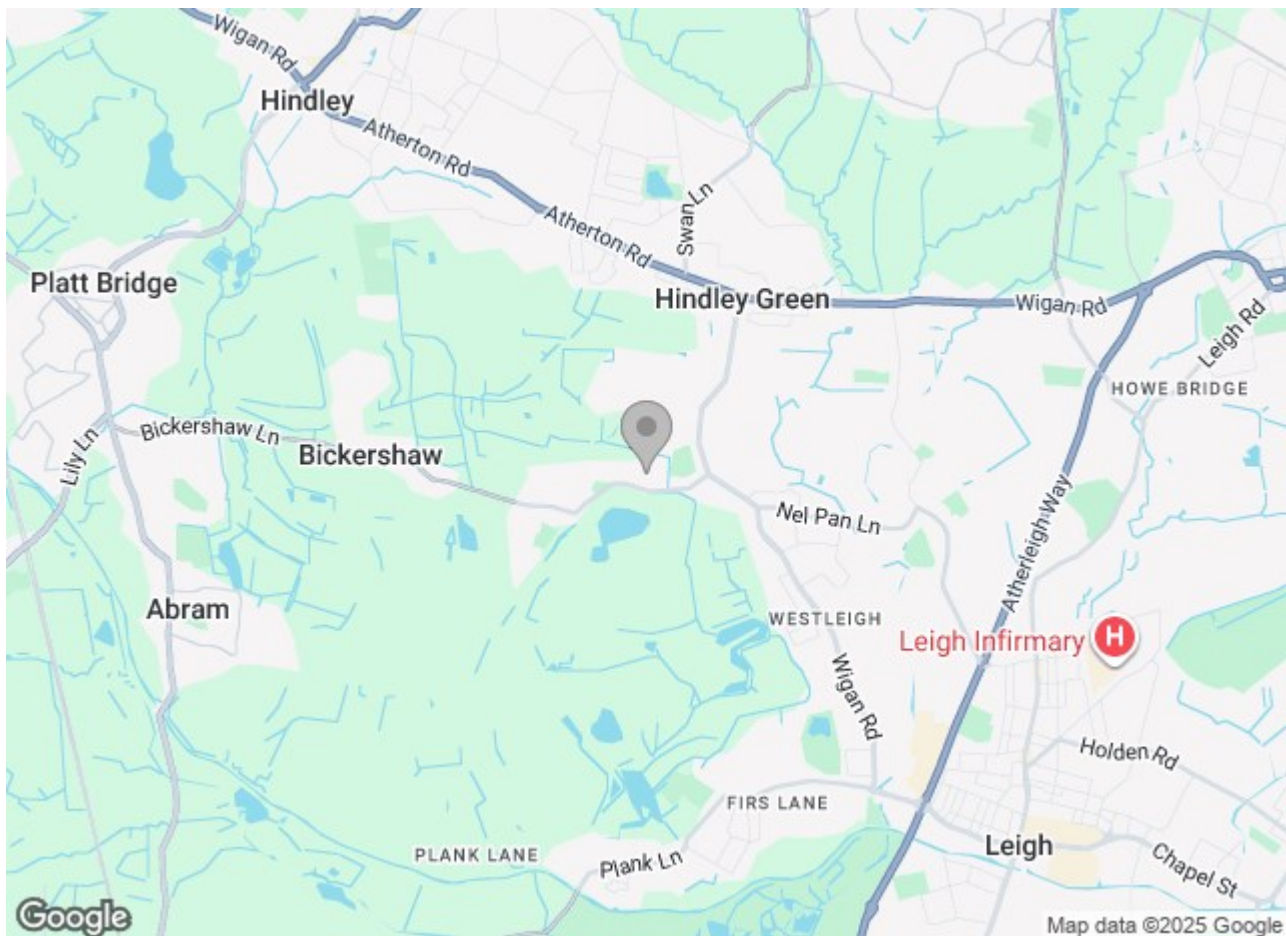 Wigan Rd
Hindley
Atherton Rd
Swan Ln
Atherton Rd
Platt Bridge
Hindley Green
Wigan Rd
Leigh Rd
HOWE BRIDGE
Bickershaw Ln
Lily Ln
Bickershaw
Nel Pan Ln
Atherleigh Way
Abram
WESTLEIGH
Leigh Infirmary
H
Wigan Rd
Holden Rd
FIRS LANE
PLANK LANE
Plank Ln
Leigh
Chapel St
Google
Map data ©2025 Google